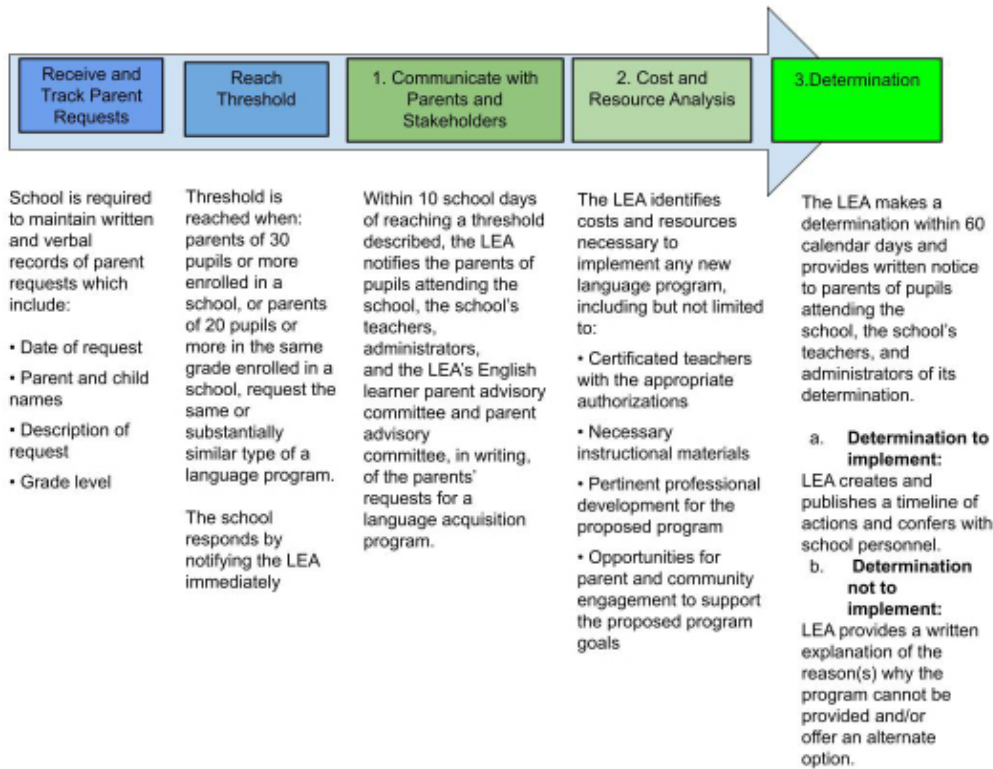 Receive and
Track Parent
Requests
Reach
Threshold
1. Communicate with
Parents and
Stakeholders
2. Cost and
Resource Analysis
3.Determination
School is required
to maintain written
and verbal
records of parent
requests which
include:
• Date of request
• Parent and child
names
• Description of
request
• Grade level
Threshold is
reached when:
parents of 30
pupils or more
enrolled in a
school, or parents
of 20 pupils or
more in the same
grade enrolled in a
school, request the
same or
substantially
similar type of a
language program.
The school
responds by
notifying the LEA
immediately
Within 10 school days
of reaching a threshold
described, the LEA
notifies the parents of
pupils attending the
school, the school's
teachers,
administrators,
and the LEA's English
learner parent advisory
committee and parent
advisory
committee, in writing,
of the parents'
requests for a
language acquisition
program.
The LEA identifies
costs and resources
necessary to
implement any new
language program,
including but not limited
to:
• Certificated teachers
with the appropriate
authorizations
• Necessary
instructional materials
• Pertinent professional
development for the
proposed program
• Opportunities for
parent and community
engagement to support
the proposed program
goals
The LEA makes a
determination within 60
calendar days and
provides written notice
to parents of pupils
attending the
school, the school's
teachers, and
administrators of its
determination.
a. Determination to
implement:
LEA creates and
publishes a timeline of
actions and confers with
school personnel.
b. Determination
not to
implement:
LEA provides a written
explanation of the
reason(s) why the
program cannot be
provided and/or
offer an alternate
option.